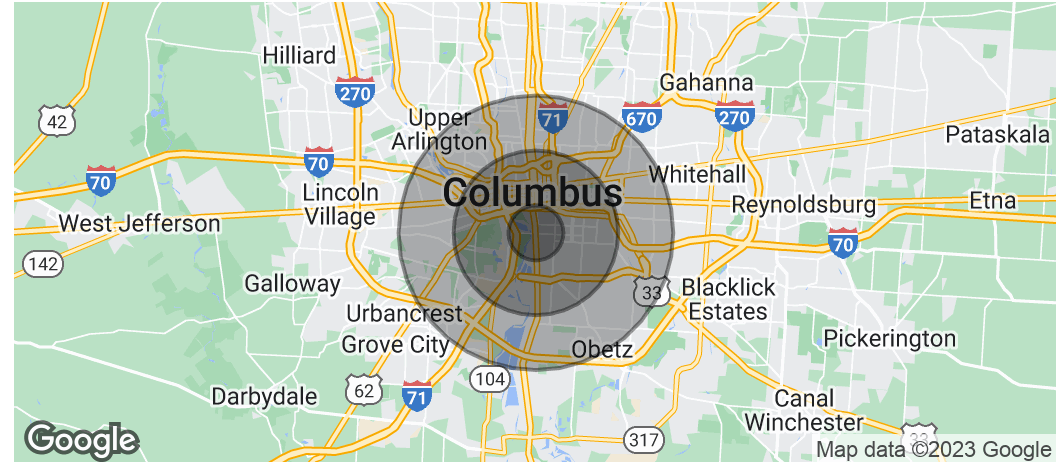 Hilliard
Gahanna
270
42
Upper
Arlington
71
670
270
Pataskala
70
70
Whitehall
Columbus
Lincoln
Village
Reynoldsburg
Etna
West Jefferson
70
142
Galloway
33
Blacklick
Estates
Urbancrest
Grove City
Obetz
Pickerington
104
62
71
Darbydale
Canal
Winchester
317
33
Google
Map data ©2023 Google